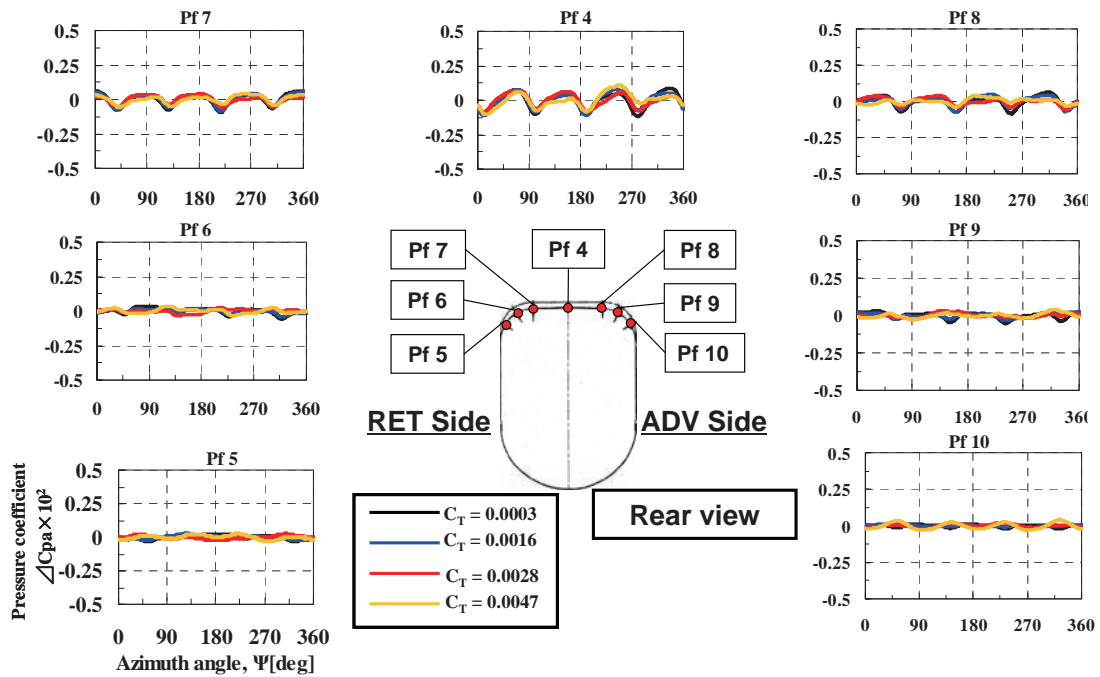 Pf 7
0.5
0.25
0
-0.25
-0.5
0 90 180 270 360
Pf 4
0.5
0.25
0
-0.25
-0.5
0 90 180 270 360
Pf 8
0.5
0.25
0
-0.25
-0.5
0 90 180 270 360
Pf 6
0.5
0.25
0
-0.25
-0.5
0 90 180 270 360
Pf 7
Pf 4
Pf 8
Pf 6
Pf 9
Pf 5
Pf 10
RET Side
ADV Side
Pf 9
0.5
0.25
0
-0.25
-0.5
0 90 180 270 360
Pf 5
0.5
0.25
0
-0.25
-0.5
0 90 180 270 360
Pressure coefficient
⊿Cpa×10²
Azimuth angle, Ψ[deg]
C_T = 0.0003
C_T = 0.0016
C_T = 0.0028
C_T = 0.0047
Rear view
Pf 10
0.5
0.25
0
-0.25
-0.5
0 90 180 270 360